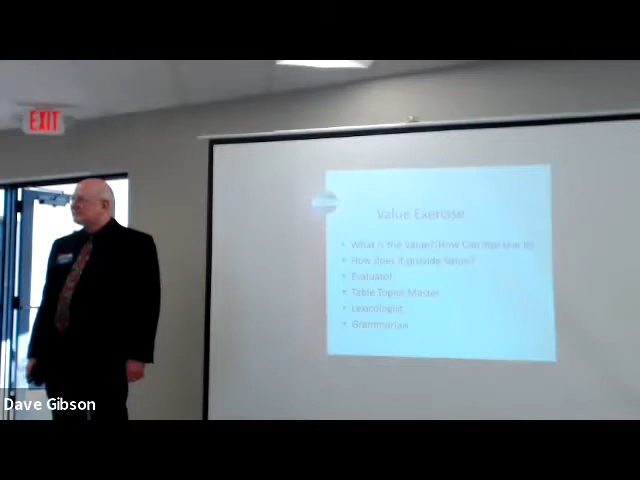 EXIT
Value Exercise
• What is the Value?/How Can You Use It?
• How does it provide Value?
• Evaluator
• Table Topics Master
• Lexicologist
• Grammarian
Dave Gibson